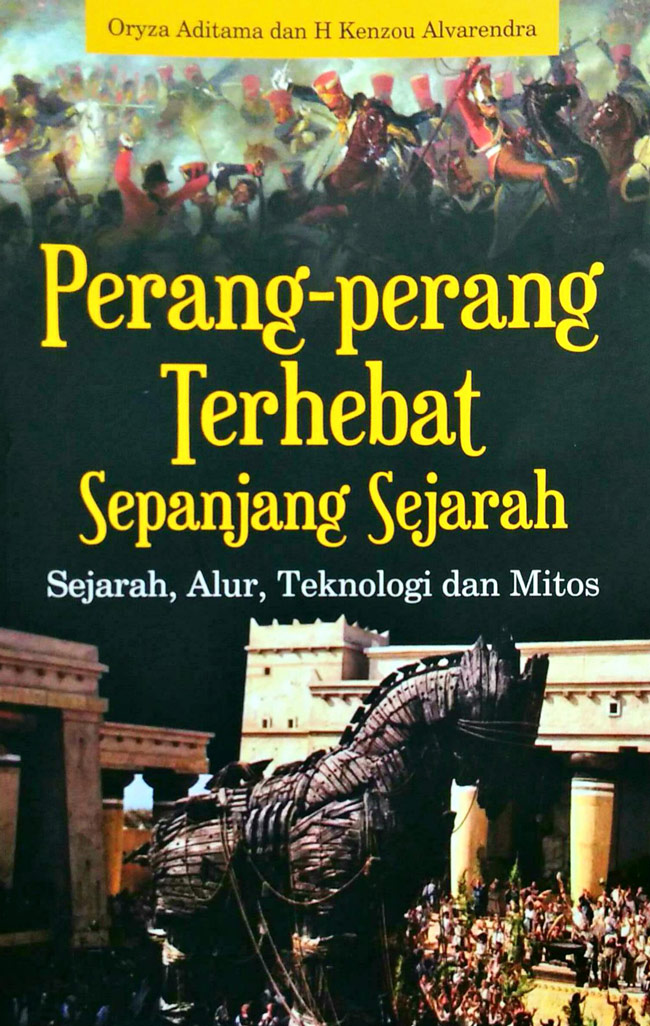 Oryza Aditama dan H Kenzou Alvarendra
Perang-perang
Terhebat
Sepanjang Sejarah
Sejarah, Alur, Teknologi dan Mitos